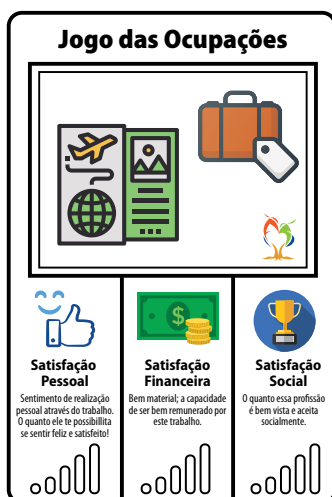 Jogo das Ocupações
Satisfação
Pessoal
Sentimento de realização
pessoal através do trabalho.
O quanto ele te possibillita
se sentir feliz e satisfeito!
Satisfação
Financeira
Bem material; a capacidade
de ser bem remunerado por
este trabalho.
Satisfação
Social
O quanto essa profissão
é bem vista e aceita
socialmente.